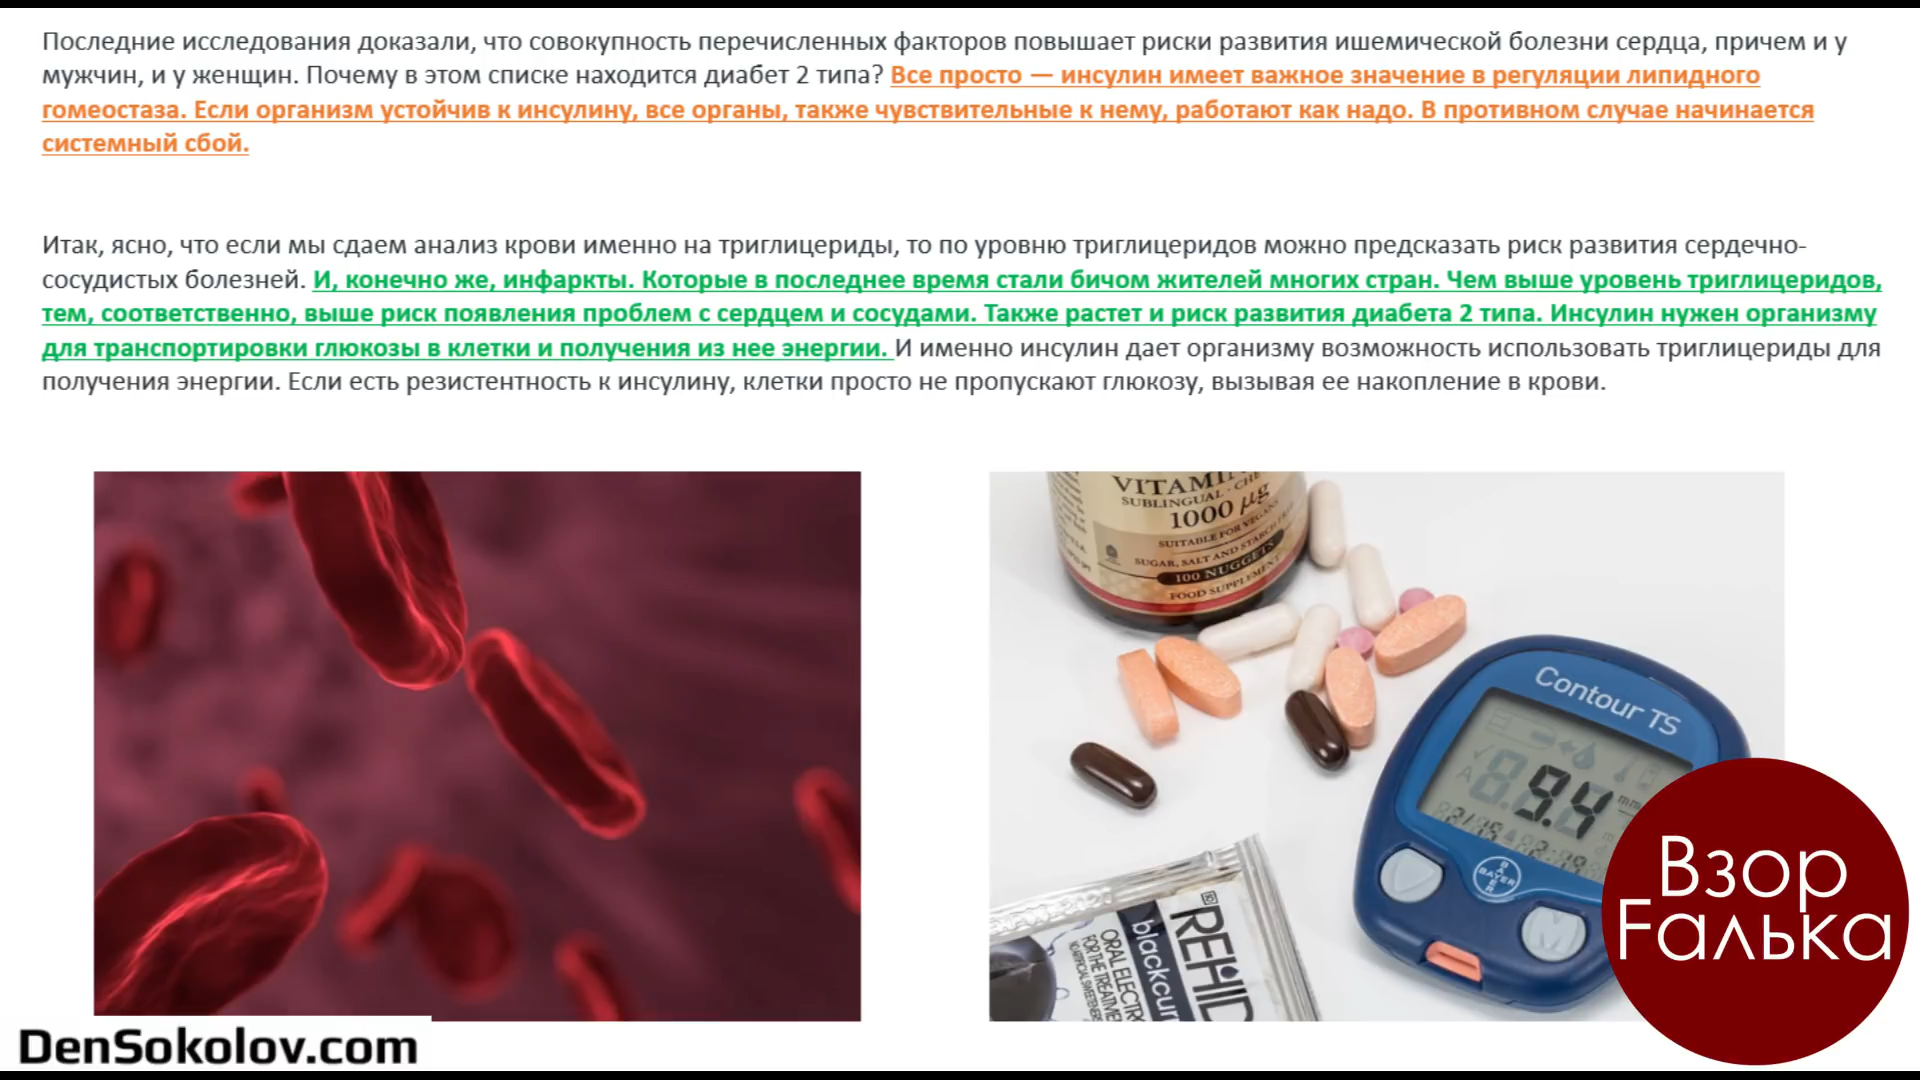 Последние исследования доказали, что совокупность перечисленных факторов повышает риски развития ишемической болезни сердца, причем и у
мужчин, и у женщин. Почему в этом списке находится диабет 2 типа? Все просто — инсулин имеет важное значение в регуляции липидного
гомеостаза. Если организм устойчив к инсулину, все органы, также чувствительные к нему, работают как надо. В противном случае начинается
системный сбой.
Итак, ясно, что если мы сдаем анализ крови именно на триглицериды, то по уровню триглицеридов можно предсказать риск развития сердечно-
сосудистых болезней. И, конечно же, инфаркты. Которые в последнее время стали бичом жителей многих стран. Чем выше уровень триглицеридов,
тем, соответственно, выше риск появления проблем с сердцем и сосудами. Также растет и риск развития диабета 2 типа. Инсулин нужен организму
для транспортировки глюкозы в клетки и получения из нее энергии. И именно инсулин дает организму возможность использовать триглицериды для
получения энергии. Если есть резистентность к инсулину, клетки просто не пропускают глюкозу, вызывая ее накопление в крови.
SUBLINGUAL
1000 µg
SUITABLE FOR VEGANS
SUGAR, SALT AND STARCH FREE
100 NUGGETS
FOOD SUPPLEMENT
Contour TS
9.4
BAYER
BAYER
REHID
blackcur
ORAL ELECTR
FOR THE TREATME
Взор
Fалька
DenSokolov.com